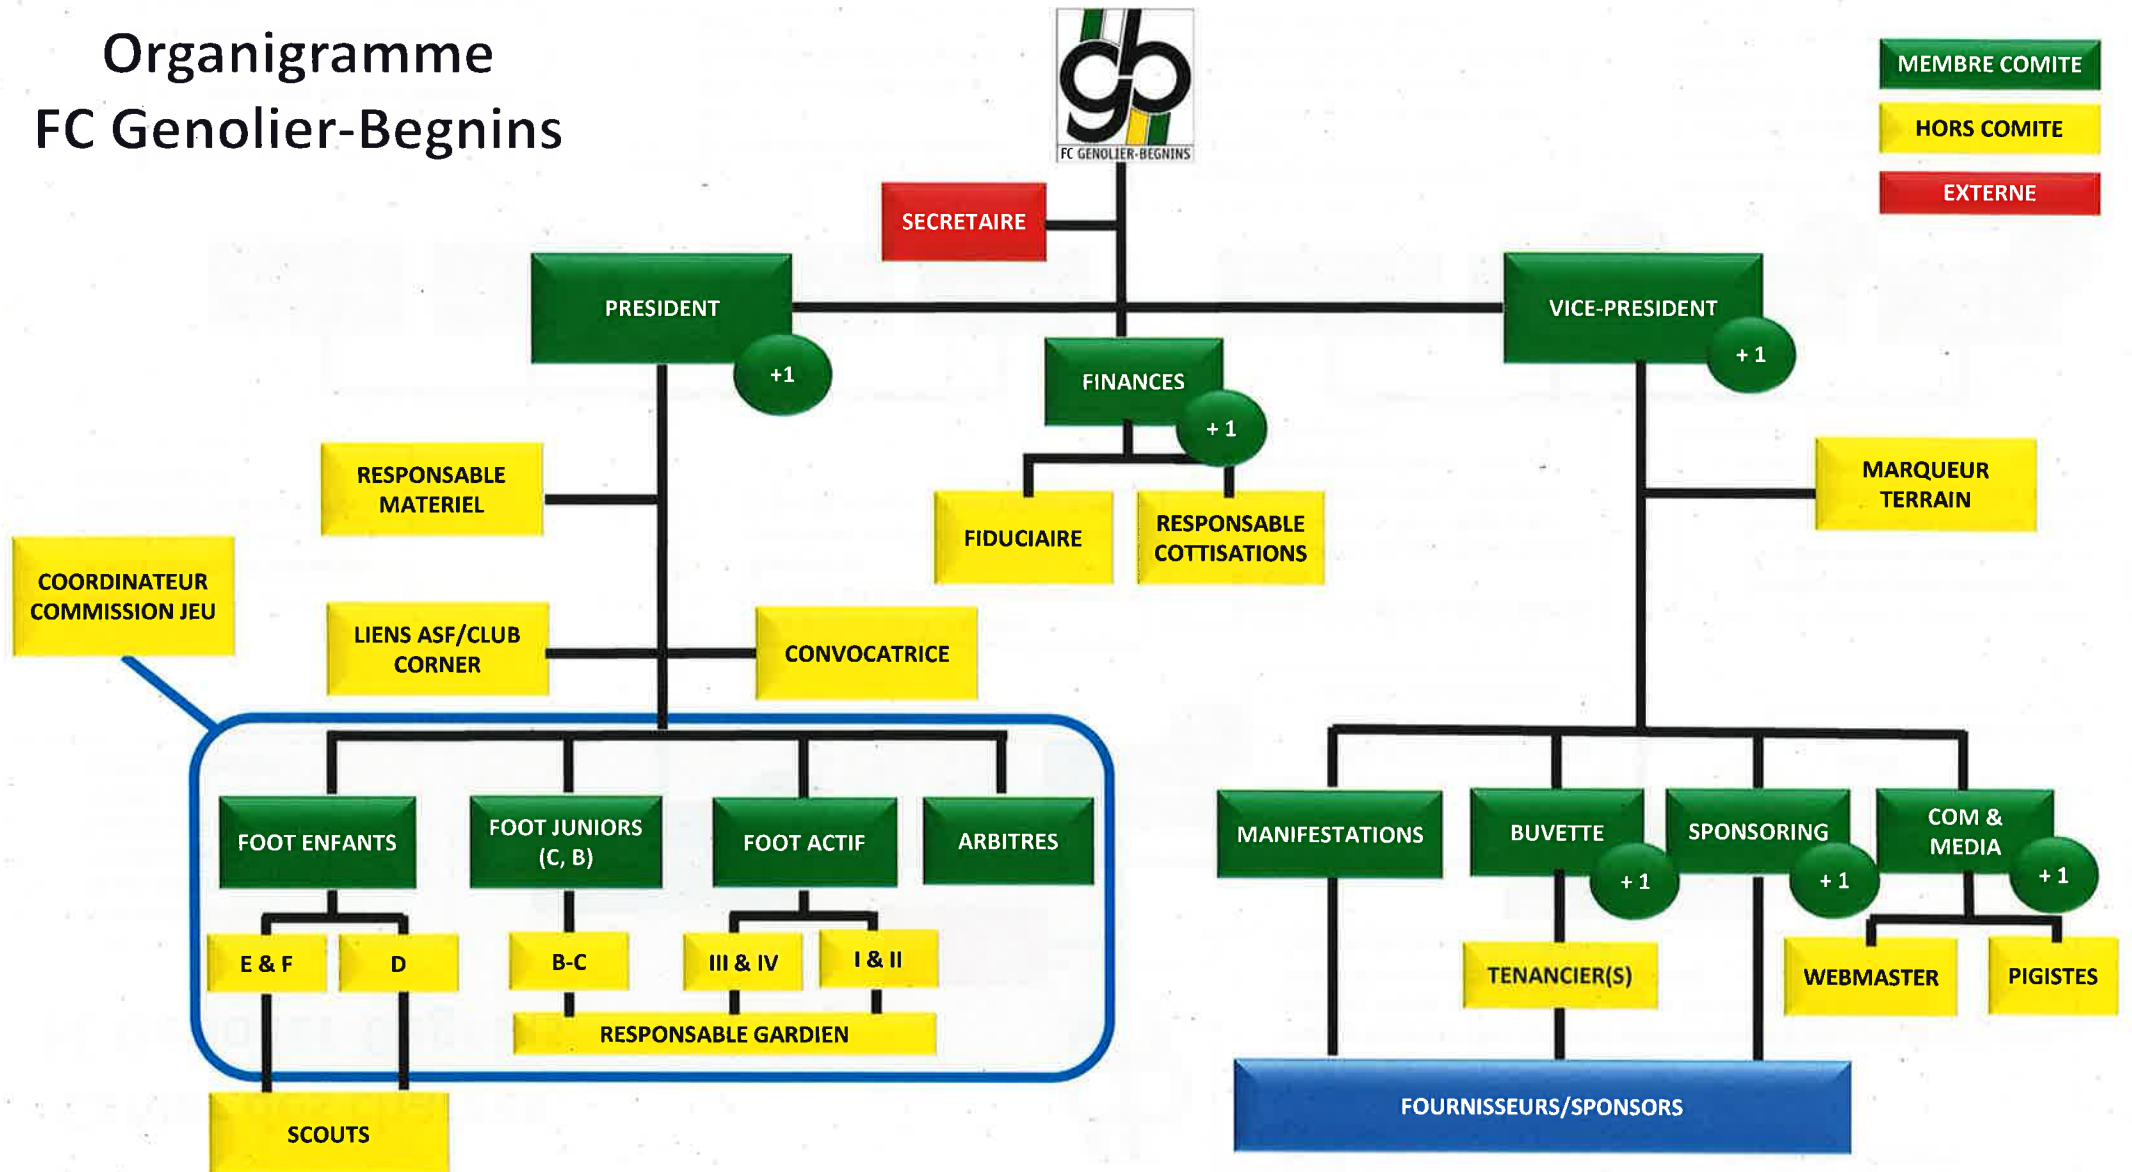 Organigramme
FC Genolier-Begnins
gb
FC GENOLIER-BEGNINS
MEMBRE COMITE
HORS COMITE
EXTERNE
SECRETAIRE
PRESIDENT
+1
VICE-PRESIDENT
+ 1
FINANCES
+ 1
RESPONSABLE
MATERIEL
MARQUEUR
TERRAIN
FIDUCIAIRE
RESPONSABLE
COTTISATIONS
COORDINATEUR
COMMISSION JEU
LIENS ASF/CLUB
CORNER
CONVOCATRICE
FOOT ENFANTS
FOOT JUNIORS
(C, B)
FOOT ACTIF
ARBITRES
MANIFESTATIONS
BUVETTE
+ 1
SPONSORING
+ 1
COM &
MEDIA
+ 1
E & F
D
B-C
III & IV
I & II
TENANCIER(S)
WEBMASTER
PIGISTES
RESPONSABLE GARDIEN
SCOUTS
FOURNISSEURS/SPONSORS